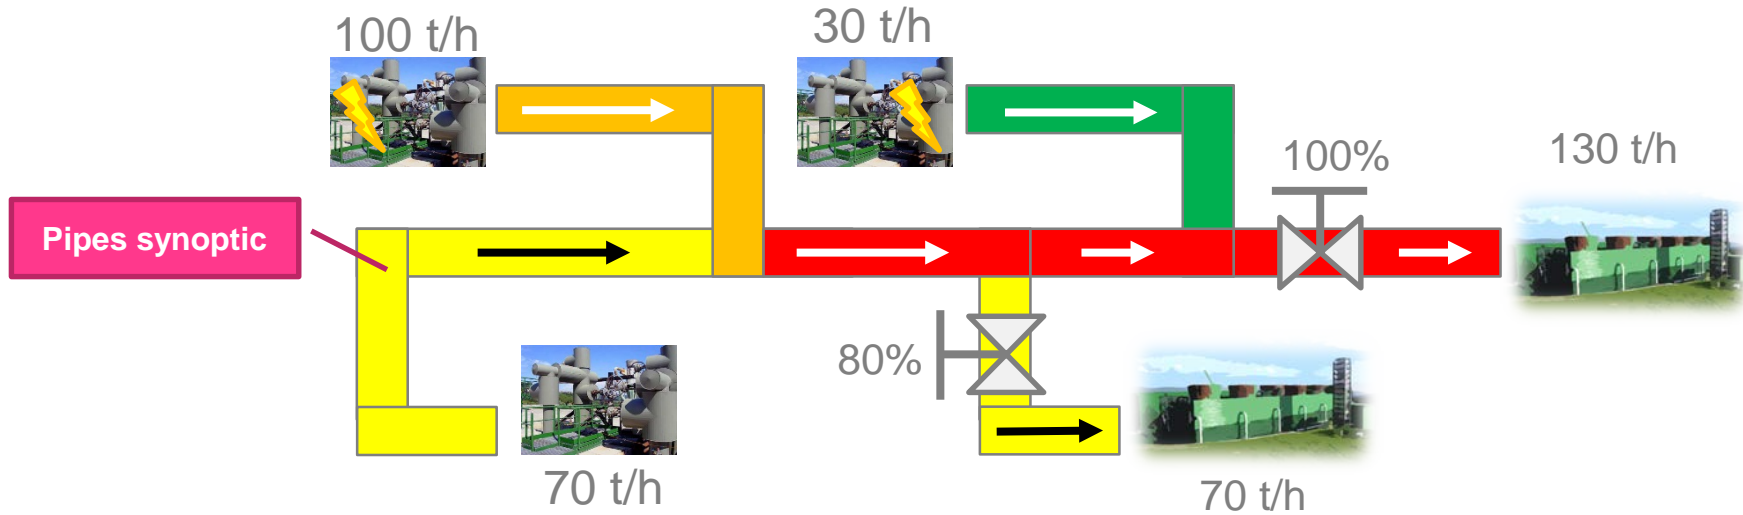 100 t/h
30 t/h
100%
130 t/h
Pipes synoptic
80%
70 t/h
70 t/h